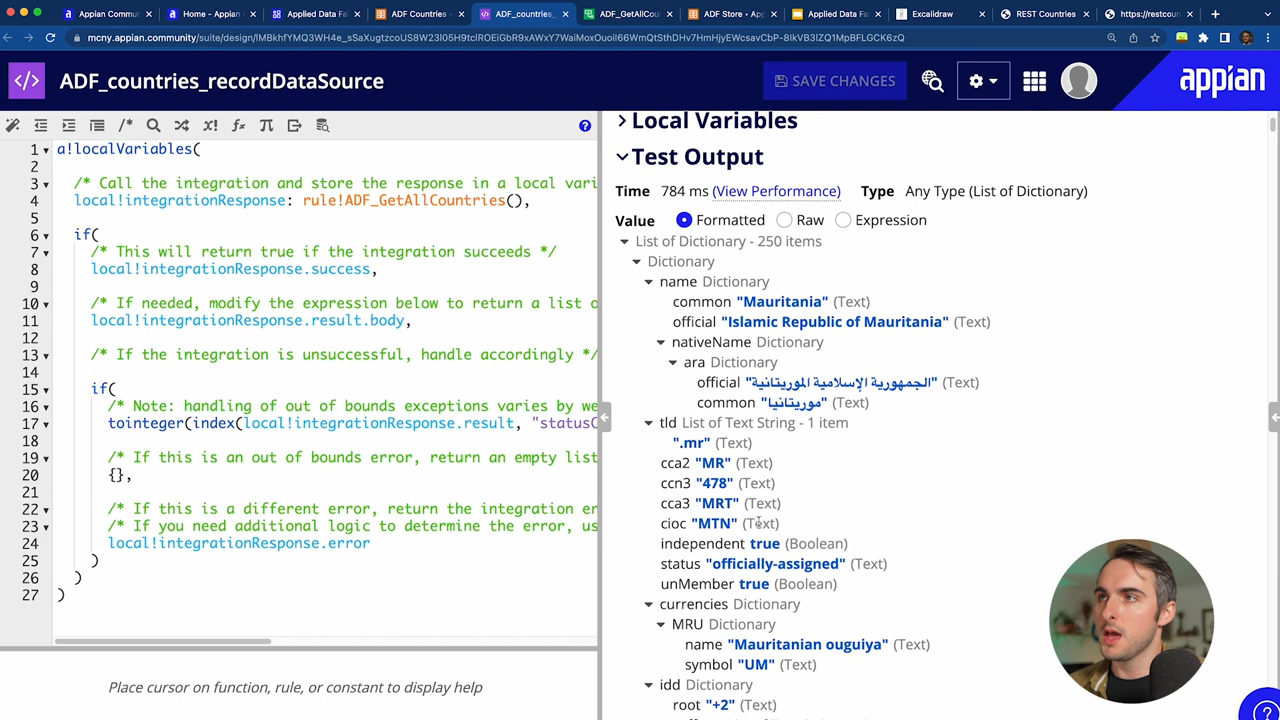 Appian Commu
Home - Appian
Applied Data Fa
ADF Countries
ADF_countries_
ADF_GetAllCou
ADF Store • Ap
Applied Data Fa
Excalidraw
REST Countries
https://restcoun
mcny.appian.community/suite/design/
ADF_countries_recordDataSource
SAVE CHANGES
appian
1 a!localVariables(
2
3 /* Call the integration and store the response in a local vari
4 local!integrationResponse: rule!ADF_GetAllCountries(),
5
6 if(
7 /* This will return true if the integration succeeds */
8 local!integrationResponse.success,
9
10 /* If needed, modify the expression below to return a list o
11 local!integrationResponse.result.body,
12
13 /* If the integration is unsuccessful, handle accordingly */
14
15 if(
16 /* Note: handling of out of bounds exceptions varies by we
17 tointeger(index(local!integrationResponse.result, "statusC
18
19 /* If this is an out of bounds error, return an empty list
20 {},
21
22 /* If this is a different error, return the integration er
23 /* If you need additional logic to determine the error, us
24 local!integrationResponse.error
25 )
26 )
27 )
Place cursor on function, rule, or constant to display help
Local Variables
Test Output
Time 784 ms (View Performance) Type Any Type (List of Dictionary)
Value Formatted Raw Expression
List of Dictionary - 250 items
Dictionary
name Dictionary
common "Mauritania" (Text)
official "Islamic Republic of Mauritania" (Text)
nativeName Dictionary
ara Dictionary
official "الجمهورية الإسلامية الموريتانية" (Text)
common "موريتانيا" (Text)
tld List of Text String - 1 item
".mr" (Text)
cca2 "MR" (Text)
ccn3 "478" (Text)
cca3 "MRT" (Text)
cioc "MTN" (Text)
independent true (Boolean)
status "officially-assigned" (Text)
unMember true (Boolean)
currencies Dictionary
MRU Dictionary
name "Mauritanian ouguiya" (Text)
symbol "UM" (Text)
idd Dictionary
root "+2" (Text)